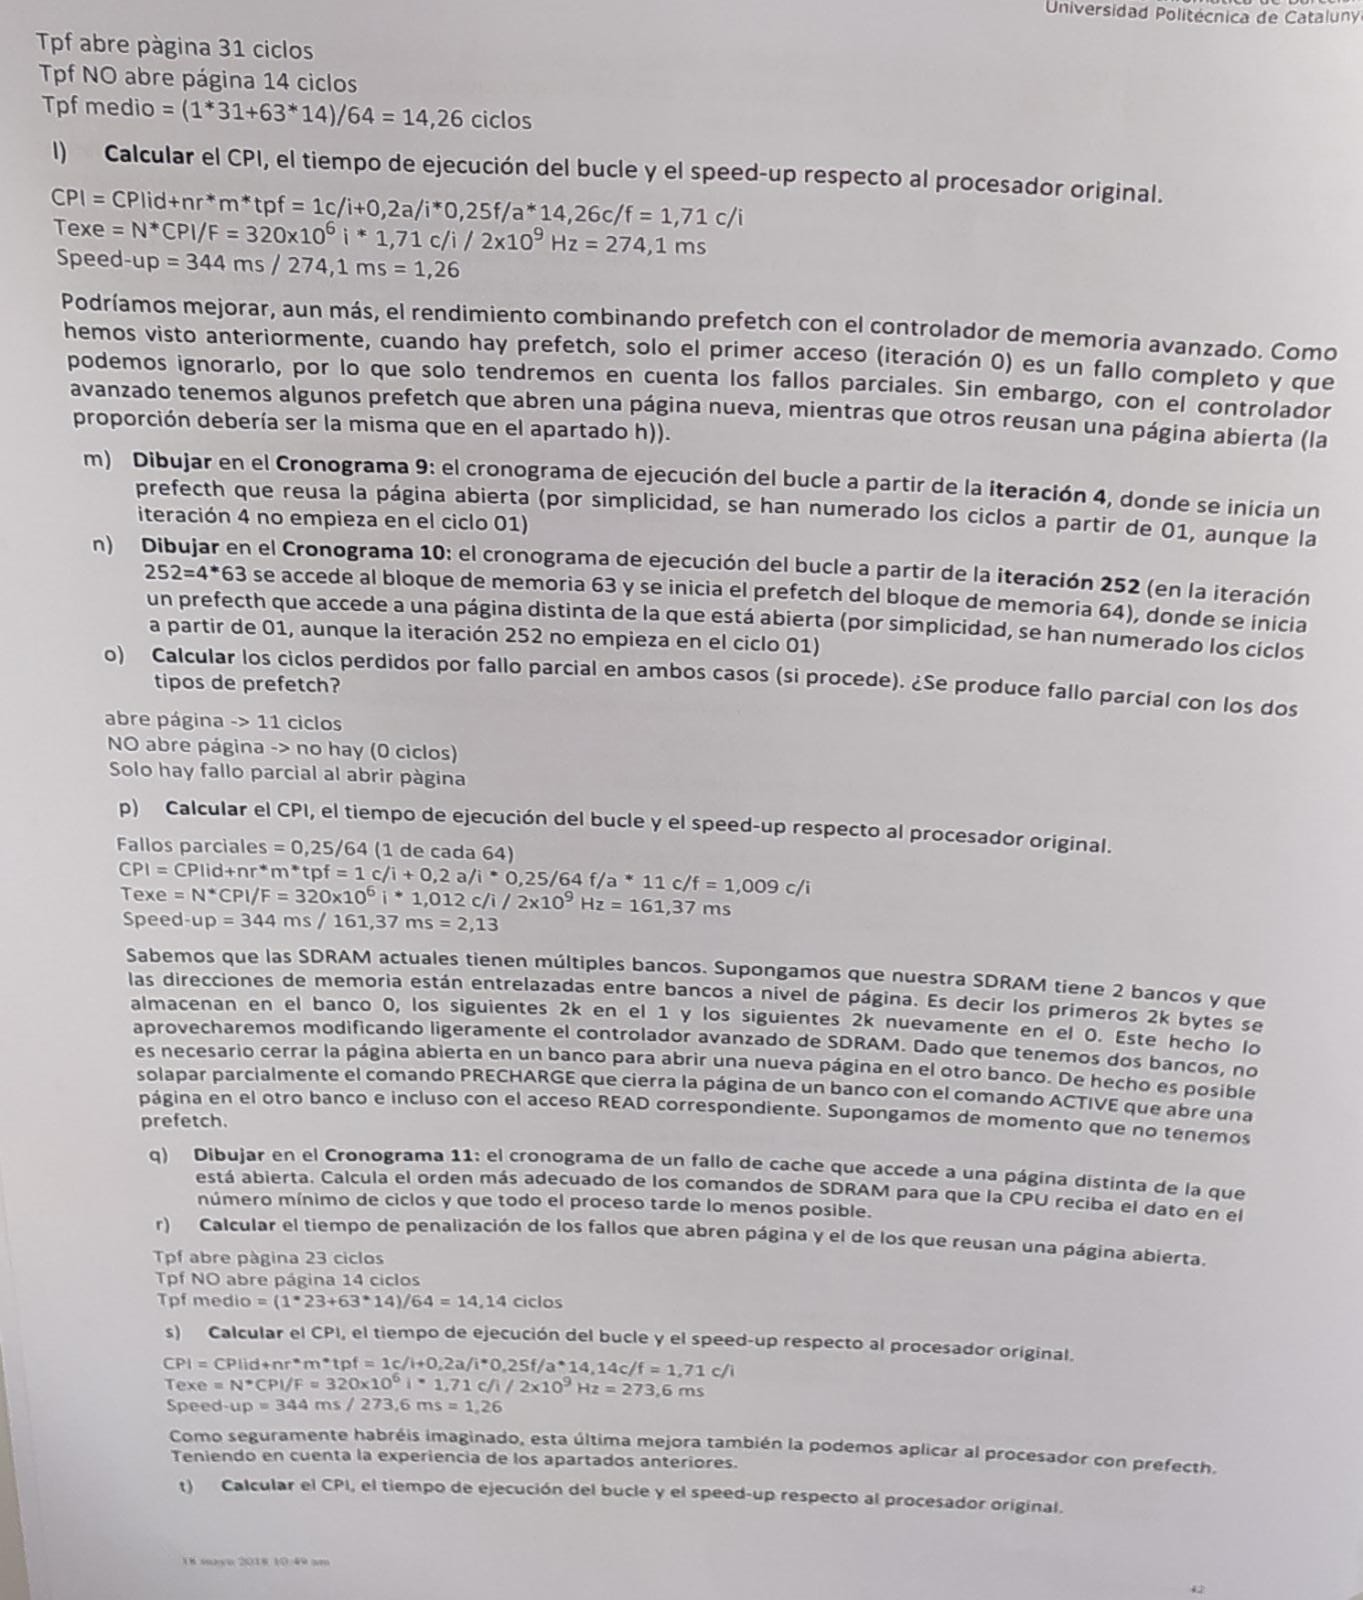 Universidad Politécnica de Cataluny
Tpf abre pàgina 31 ciclos
Tpf NO abre página 14 ciclos
Tpf medio = (1*31+63*14)/64 = 14,26 ciclos
l) Calcular el CPI, el tiempo de ejecución del bucle y el speed-up respecto al procesador original.
CPI = CPIid+nr*m*tpf = 1c/i+0,2a/i*0,25f/a*14,26c/f = 1,71 c/i
Texe = N*CPI/F = 320x10⁶ i * 1,71 c/i / 2x10⁹ Hz = 274,1 ms
Speed-up = 344 ms / 274,1 ms = 1,26
Podríamos mejorar, aun más, el rendimiento combinando prefetch con el controlador de memoria avanzado. Como
hemos visto anteriormente, cuando hay prefetch, solo el primer acceso (iteración 0) es un fallo completo y que
podemos ignorarlo, por lo que solo tendremos en cuenta los fallos parciales. Sin embargo, con el controlador
avanzado tenemos algunos prefetch que abren una página nueva, mientras que otros reusan una página abierta (la
proporción debería ser la misma que en el apartado h)).
m) Dibujar en el Cronograma 9: el cronograma de ejecución del bucle a partir de la iteración 4, donde se inicia un
prefecth que reusa la página abierta (por simplicidad, se han numerado los ciclos a partir de 01, aunque la
iteración 4 no empieza en el ciclo 01)
n) Dibujar en el Cronograma 10: el cronograma de ejecución del bucle a partir de la iteración 252 (en la iteración
252=4*63 se accede al bloque de memoria 63 y se inicia el prefetch del bloque de memoria 64), donde se inicia
un prefecth que accede a una página distinta de la que está abierta (por simplicidad, se han numerado los ciclos
a partir de 01, aunque la iteración 252 no empieza en el ciclo 01)
o) Calcular los ciclos perdidos por fallo parcial en ambos casos (si procede). ¿Se produce fallo parcial con los dos
tipos de prefetch?
abre página -> 11 ciclos
NO abre página -> no hay (0 ciclos)
Solo hay fallo parcial al abrir pàgina
p) Calcular el CPI, el tiempo de ejecución del bucle y el speed-up respecto al procesador original.
Fallos parciales = 0,25/64 (1 de cada 64)
CPI = CPIid+nr*m*tpf = 1 c/i + 0,2 a/i * 0,25/64 f/a * 11 c/f = 1,009 c/i
Texe = N*CPI/F = 320x10⁶ i * 1,012 c/i / 2x10⁹ Hz = 161,37 ms
Speed-up = 344 ms / 161,37 ms = 2,13
Sabemos que las SDRAM actuales tienen múltiples bancos. Supongamos que nuestra SDRAM tiene 2 bancos y que
las direcciones de memoria están entrelazadas entre bancos a nivel de página. Es decir los primeros 2k bytes se
almacenan en el banco 0, los siguientes 2k en el 1 y los siguientes 2k nuevamente en el 0. Este hecho lo
aprovecharemos modificando ligeramente el controlador avanzado de SDRAM. Dado que tenemos dos bancos, no
es necesario cerrar la página abierta en un banco para abrir una nueva página en el otro banco. De hecho es posible
solapar parcialmente el comando PRECHARGE que cierra la página de un banco con el comando ACTIVE que abre una
página en el otro banco e incluso con el acceso READ correspondiente. Supongamos de momento que no tenemos
prefetch.
q) Dibujar en el Cronograma 11: el cronograma de un fallo de cache que accede a una página distinta de la que
está abierta. Calcula el orden más adecuado de los comandos de SDRAM para que la CPU reciba el dato en el
número mínimo de ciclos y que todo el proceso tarde lo menos posible.
r) Calcular el tiempo de penalización de los fallos que abren página y el de los que reusan una página abierta.
Tpf abre pàgina 23 ciclos
Tpf NO abre página 14 ciclos
Tpf medio = (1*23+63*14)/64 = 14,14 ciclos
s) Calcular el CPI, el tiempo de ejecución del bucle y el speed-up respecto al procesador original.
CPI = CPIid+nr*m*tpf = 1c/i+0,2a/i*0,25f/a*14,14c/f = 1,71 c/i
Texe = N*CPI/F = 320x10⁶ i * 1,71 c/i / 2x10⁹ Hz = 273,6 ms
Speed-up = 344 ms / 273,6 ms = 1,26
Como seguramente habréis imaginado, esta última mejora también la podemos aplicar al procesador con prefecth.
Teniendo en cuenta la experiencia de los apartados anteriores.
t) Calcular el CPI, el tiempo de ejecución del bucle y el speed-up respecto al procesador original.
18 mayo 2018 10:49 am
42